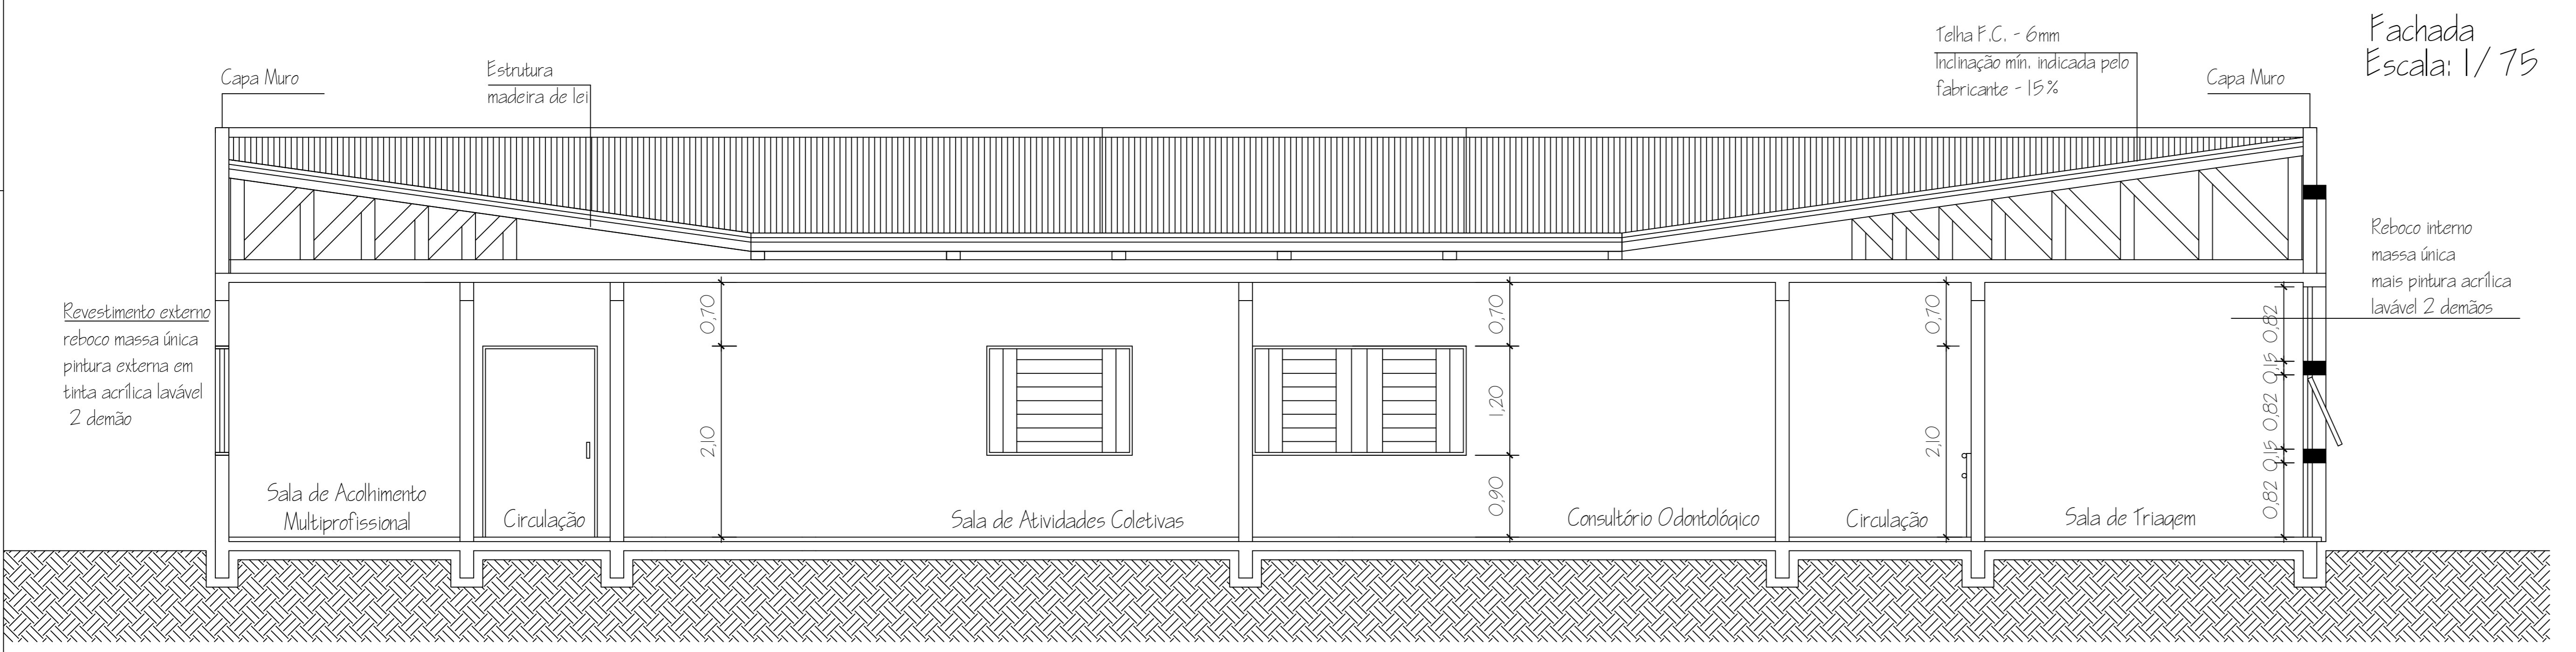 Fachada
Escala: 1/ 75
Capa Muro
Estrutura
madeira de lei
Telha F.C. - 6mm
Inclinação mín. indicada pelo
fabricante - 15%
Capa Muro
Revestimento externo
reboco massa única
pintura externa em
tinta acrílica lavável
2 demão
Reboco interno
massa única
mais pintura acrílica
lavável 2 demãos
0,70
2,10
0,70
1,20
0,90
0,70
2,10
0,82
0,15
0,82
0,15
0,82
Sala de Acolhimento
Multiprofissional
Circulação
Sala de Atividades Coletivas
Consultório Odontológico
Circulação
Sala de Triagem